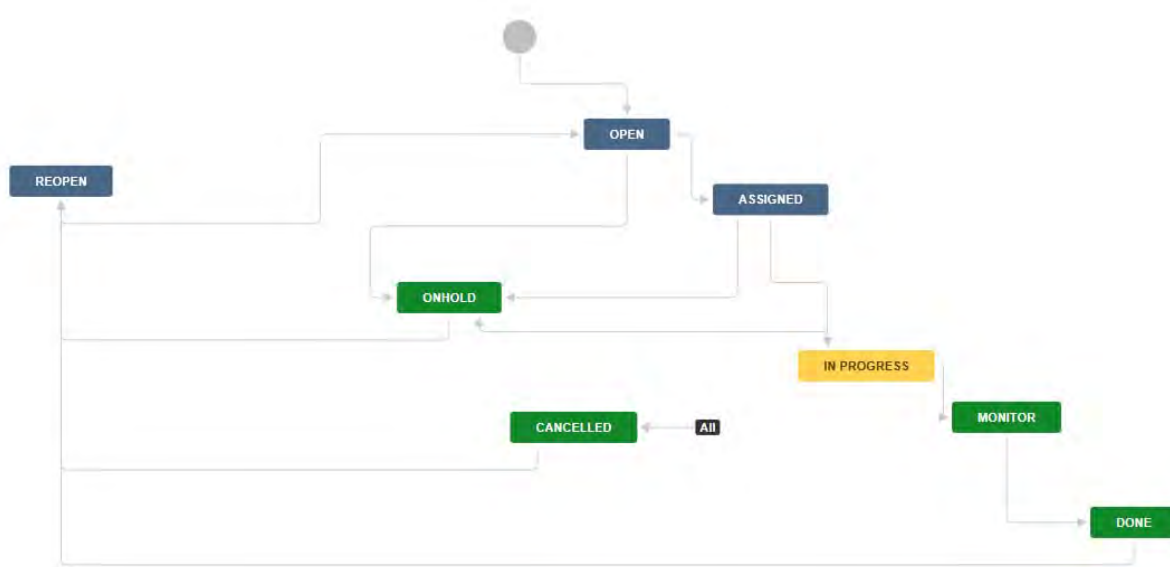 OPEN
REOPEN
ASSIGNED
ONHOLD
IN PROGRESS
MONITOR
CANCELLED
All
DONE